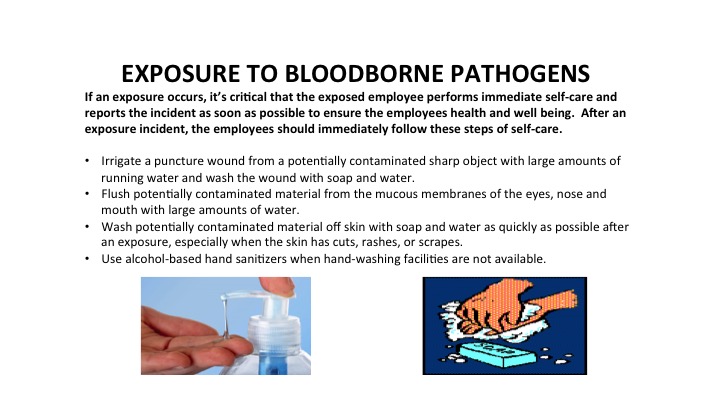 EXPOSURE TO BLOODBORNE PATHOGENS
If an exposure occurs, it's critical that the exposed employee performs immediate self-care and
reports the incident as soon as possible to ensure the employees health and well being.  After an
exposure incident, the employees should immediately follow these steps of self-care.
• Irrigate a puncture wound from a potentially contaminated sharp object with large amounts of
running water and wash the wound with soap and water.
• Flush potentially contaminated material from the mucous membranes of the eyes, nose and
mouth with large amounts of water.
• Wash potentially contaminated material off skin with soap and water as quickly as possible after
an exposure, especially when the skin has cuts, rashes, or scrapes.
• Use alcohol-based hand sanitizers when hand-washing facilities are not available.
SOAP